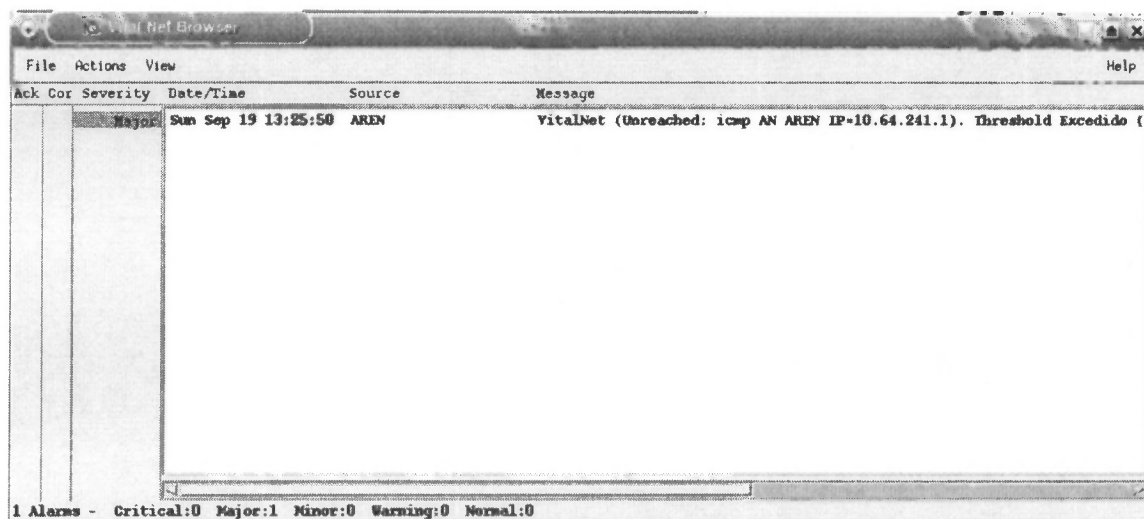 Vital Net Browser
File Actions View Help
Ack Cor Severity Date/Time Source Message
Major Sun Sep 19 13:25:50 AREN VitalNet (Unreached: icmp AN AREN IP=10.64.241.1). Threshold Excedido (
1 Alarms - Critical:0 Major:1 Minor:0 Warning:0 Normal:0